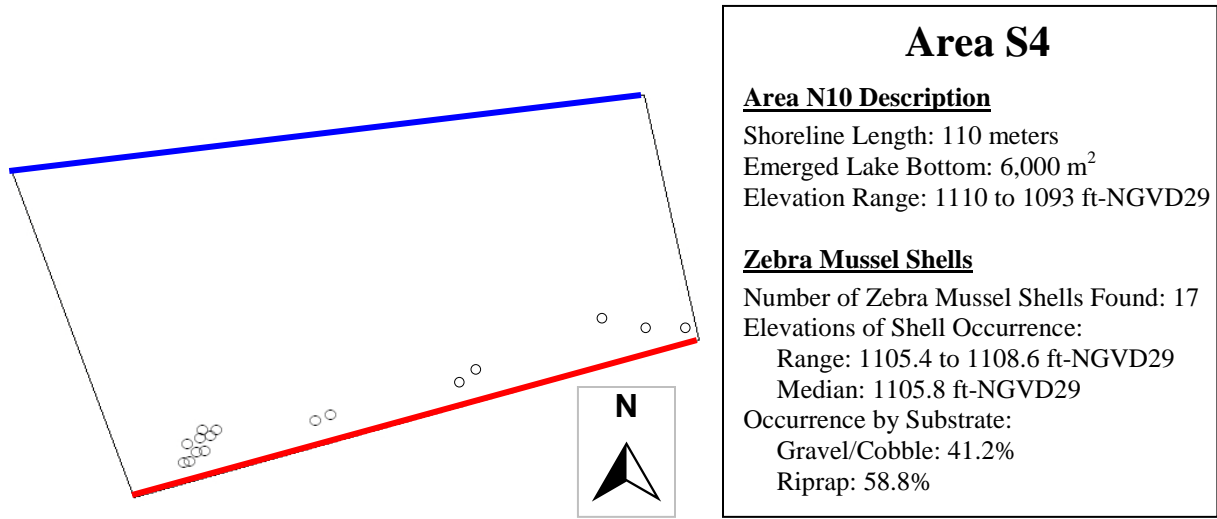 Area S4
Area N10 Description
Shoreline Length: 110 meters
Emerged Lake Bottom: 6,000 m²
Elevation Range: 1110 to 1093 ft-NGVD29
Zebra Mussel Shells
Number of Zebra Mussel Shells Found: 17
Elevations of Shell Occurrence:
Range: 1105.4 to 1108.6 ft-NGVD29
Median: 1105.8 ft-NGVD29
Occurrence by Substrate:
Gravel/Cobble: 41.2%
Riprap: 58.8%
N